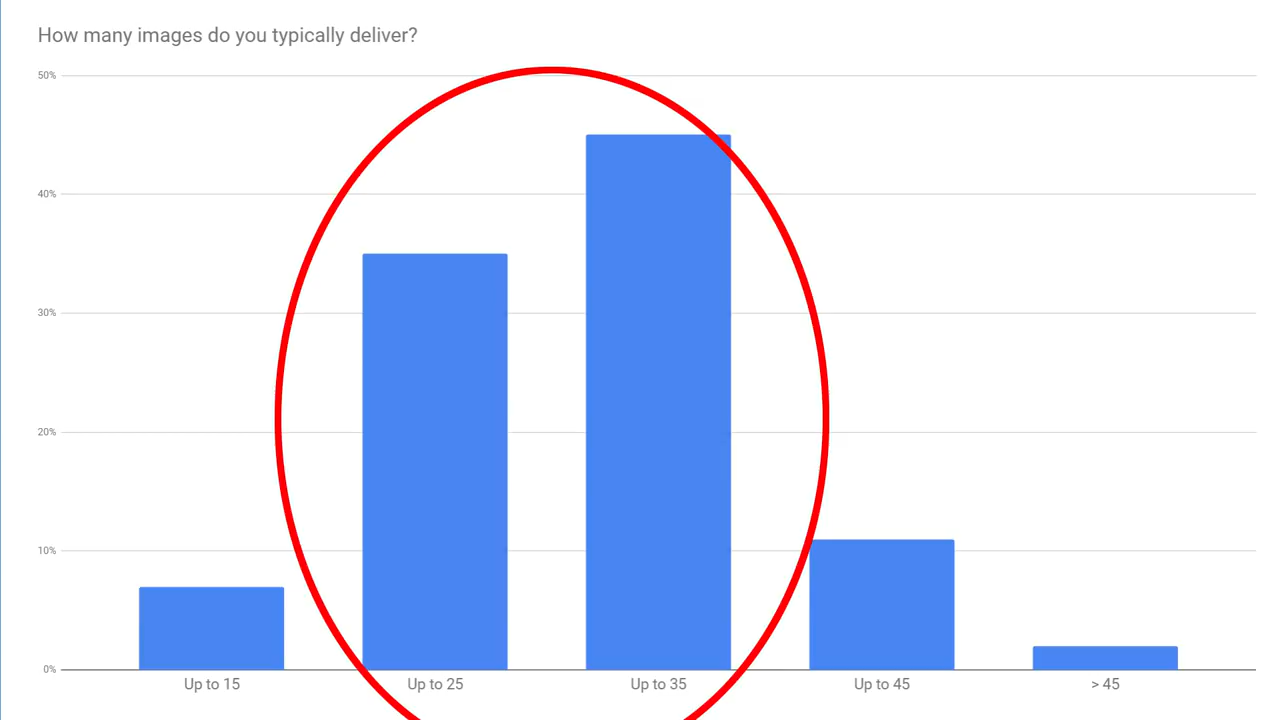 How many images do you typically deliver?
50%
40%
30%
20%
10%
0%
Up to 15
Up to 25
Up to 35
Up to 45
> 45